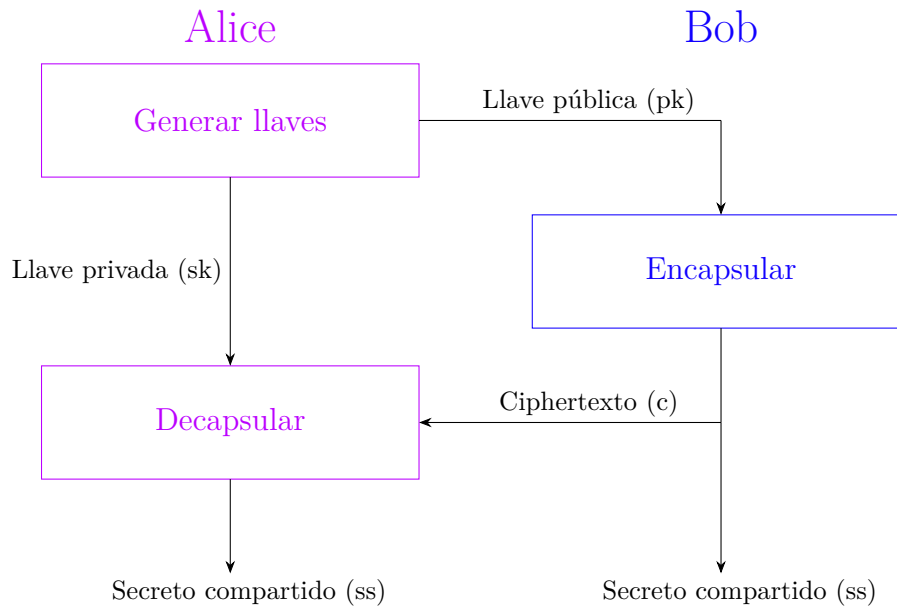 Alice
Bob
Generar llaves
Llave pública (pk)
Llave privada (sk)
Encapsular
Decapsular
Ciphertexto (c)
Secreto compartido (ss)
Secreto compartido (ss)